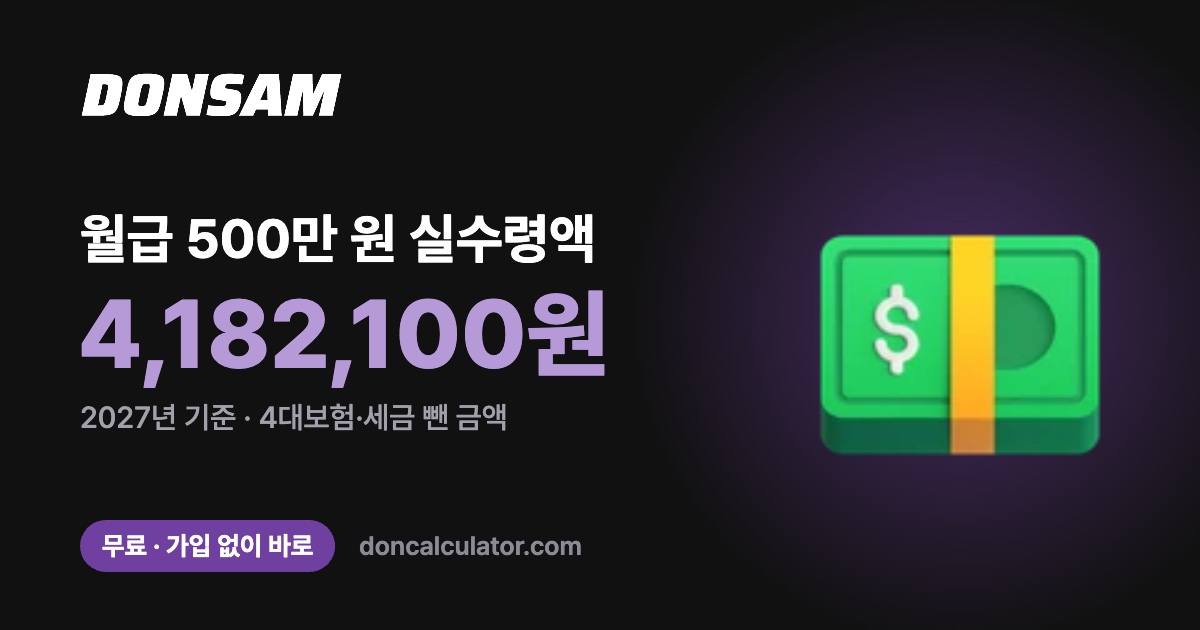 DONSAM
월급 500만 원 실수령액
4,182,100원
2027년 기준 · 4대보험·세금 뺀 금액
무료 · 가입 없이 바로
doncalculator.com
$